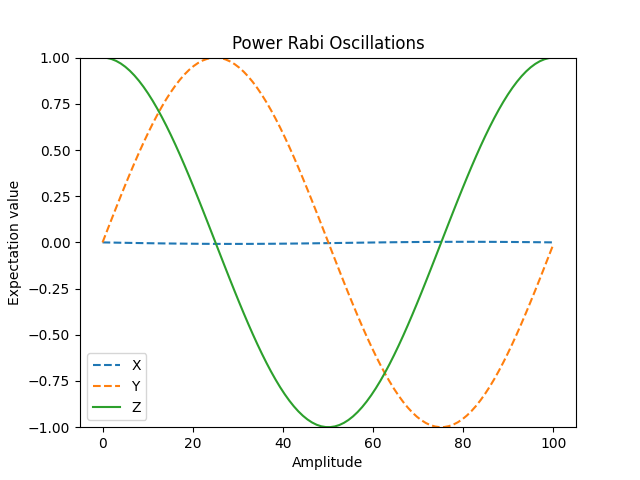 Power Rabi Oscillations
Expectation value
1.00
0.75
0.50
0.25
0.00
−0.25
−0.50
−0.75
−1.00
X
Y
Z
0 20 40 60 80 100
Amplitude